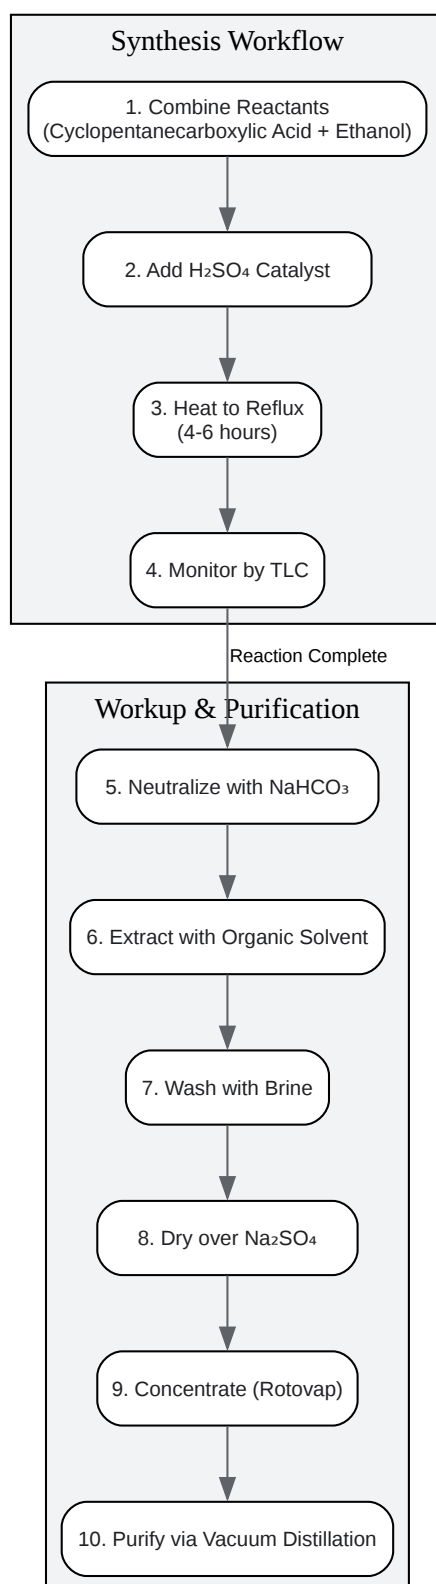 Synthesis Workflow
1. Combine Reactants
(Cyclopentanecarboxylic Acid + Ethanol)
2. Add H₂SO₄ Catalyst
3. Heat to Reflux
(4-6 hours)
4. Monitor by TLC
Reaction Complete
Workup & Purification
5. Neutralize with NaHCO₃
6. Extract with Organic Solvent
7. Wash with Brine
8. Dry over Na₂SO₄
9. Concentrate (Rotovap)
10. Purify via Vacuum Distillation